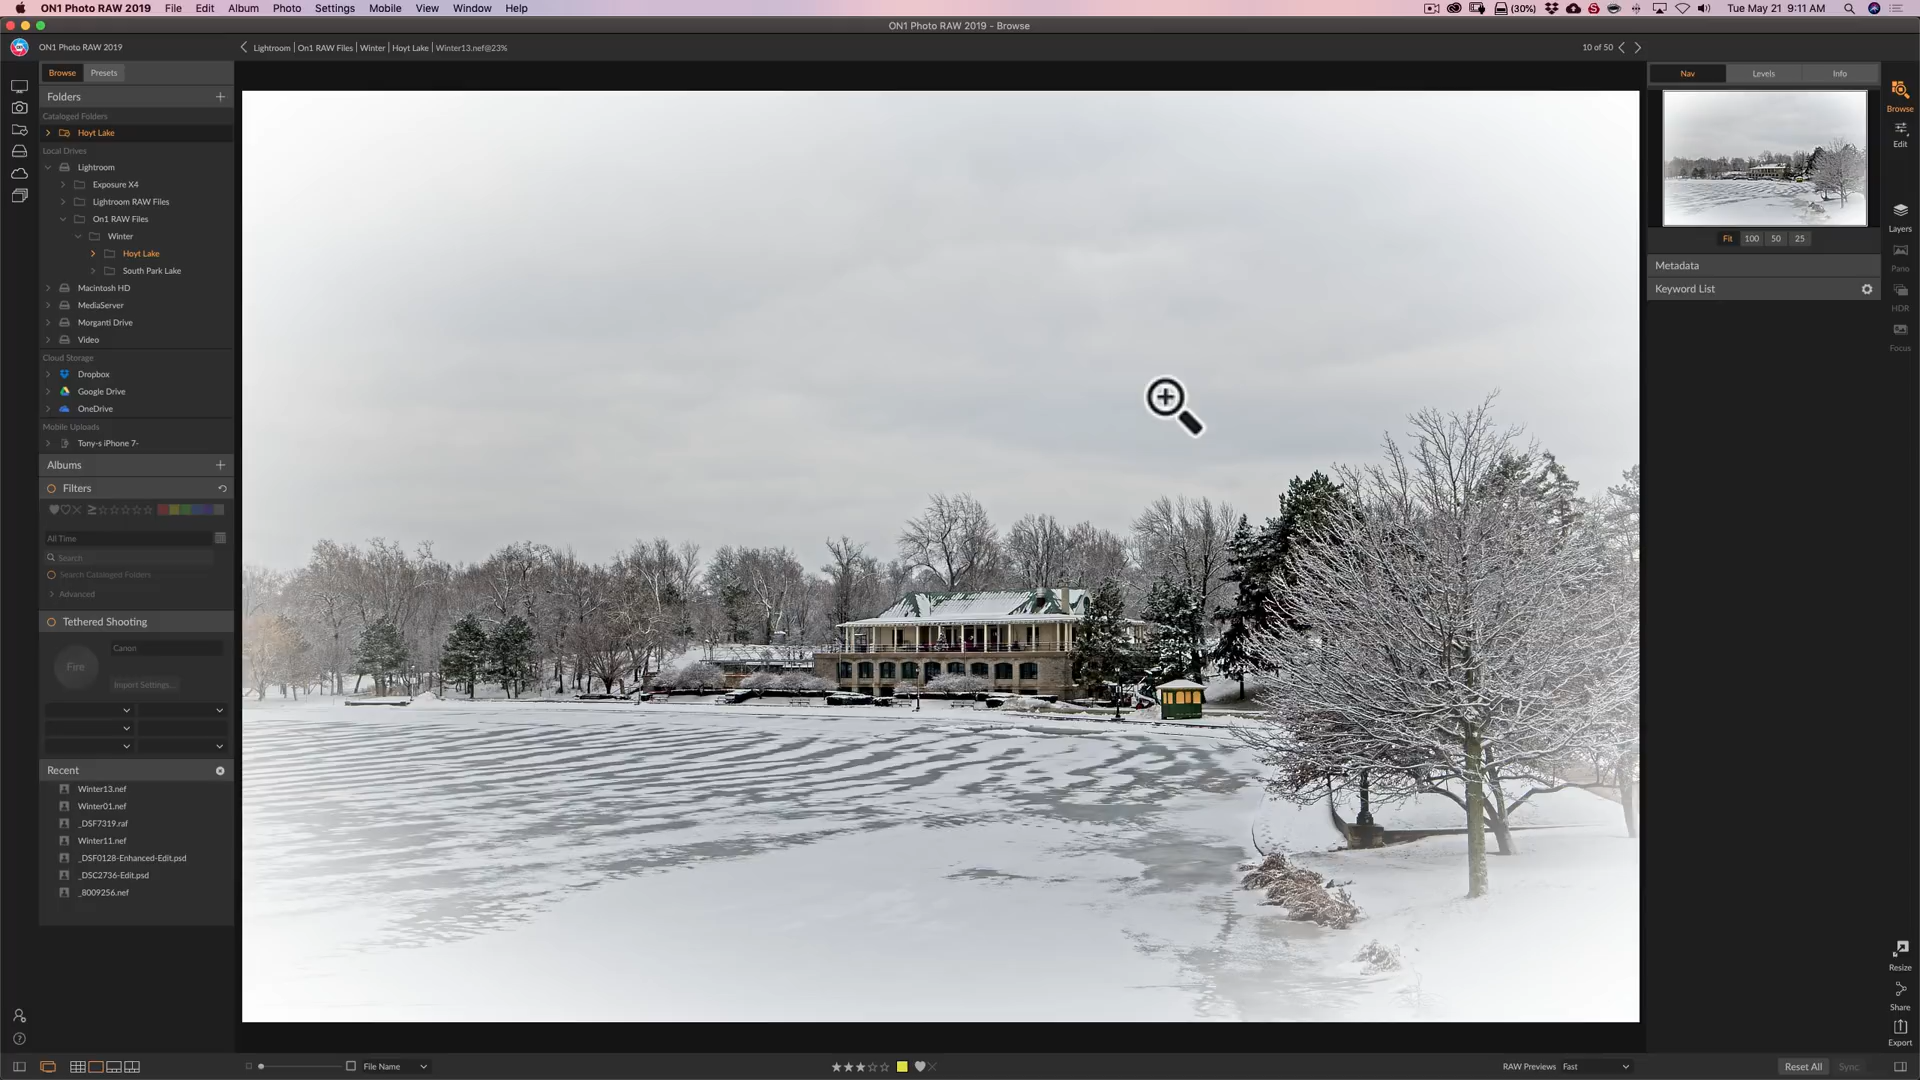 ON1 Photo RAW 2019 File Edit Album Photo Settings Mobile View Window Help (30%) Tue May 21 9:11 AM
ON1 Photo RAW 2019 - Browse
ON1 Photo RAW 2019 Lightroom | On1 RAW Files | Winter | Hoyt Lake | Winter13.nef@23% 10 of 50
Browse Presets
Nav Levels Info
Folders
Cataloged Folders
Hoyt Lake
Local Drives
Lightroom
Exposure X4
Lightroom RAW Files
On1 RAW Files
Winter
Hoyt Lake
South Park Lake
Macintosh HD
MediaServer
Morganti Drive
Video
Cloud Storage
Dropbox
Google Drive
OneDrive
Mobile Uploads
Tony-s iPhone 7-
Albums
Filters
All Time
Search
Search Cataloged Folders
Advanced
Tethered Shooting
Canon
Fire
Import Settings...
Recent
Winter13.nef
Winter01.nef
_DSF7319.raf
Winter11.nef
_DSF0128-Enhanced-Edit.psd
_DSC2736-Edit.psd
_8009256.nef
Fit 100 50 25
Metadata
Keyword List
Browse
Edit
Layers
Pano
HDR
Focus
Resize
Share
Export
File Name
RAW Previews Fast
Reset All Sync